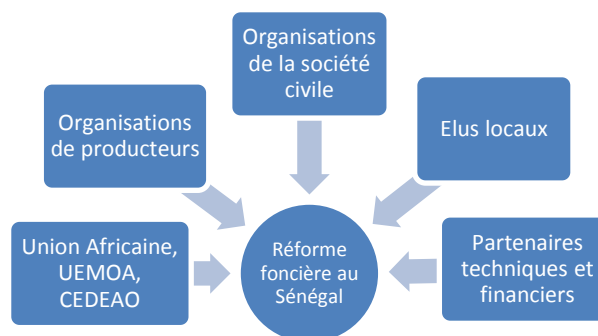 Organisations
de la société
civile
Organisations
de producteurs
Elus locaux
Union Africaine,
UEMOA,
CEDEAO
Réforme
foncière au
Sénégal
Partenaires
techniques et
financiers